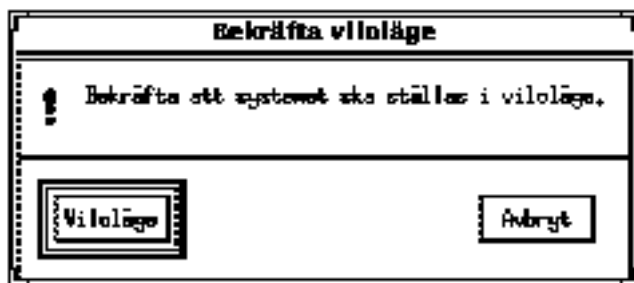 Bekräfta viloläge
Bekräfta att systemet ska ställas i viloläge.
Viloläge
Avbryt